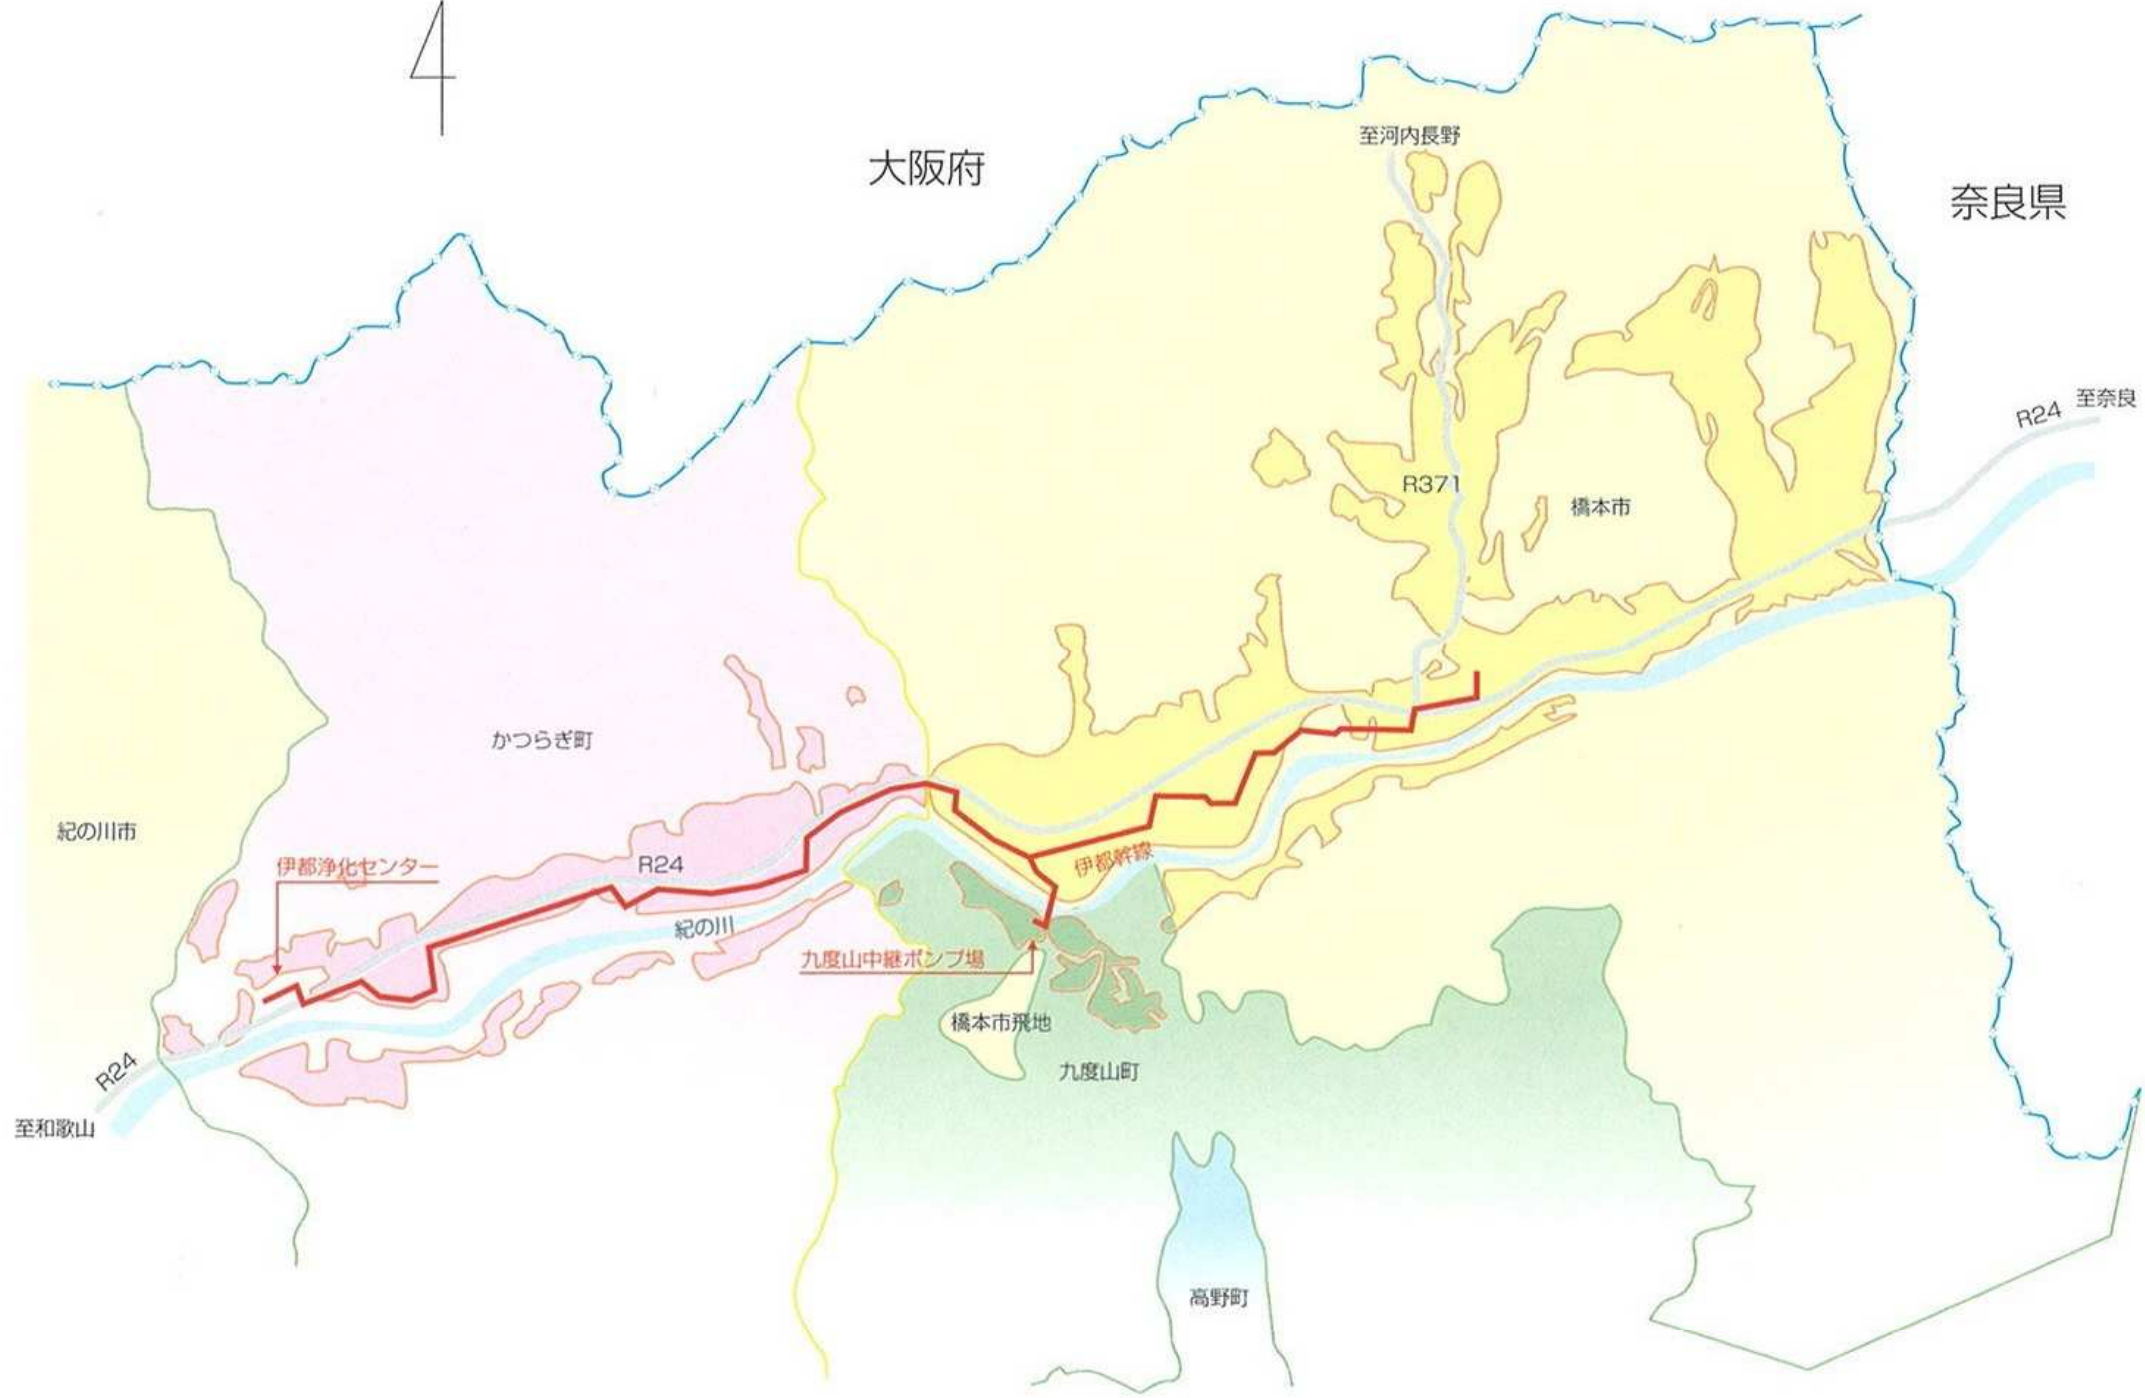 至河内長野
大阪府
奈良県
至奈良
R24
R371
橋本市
かつらぎ町
紀の川市
伊都浄化センター
R24
伊都幹線
紀の川
九度山中継ポンプ場
橋本市飛地
九度山町
R24
至和歌山
高野町